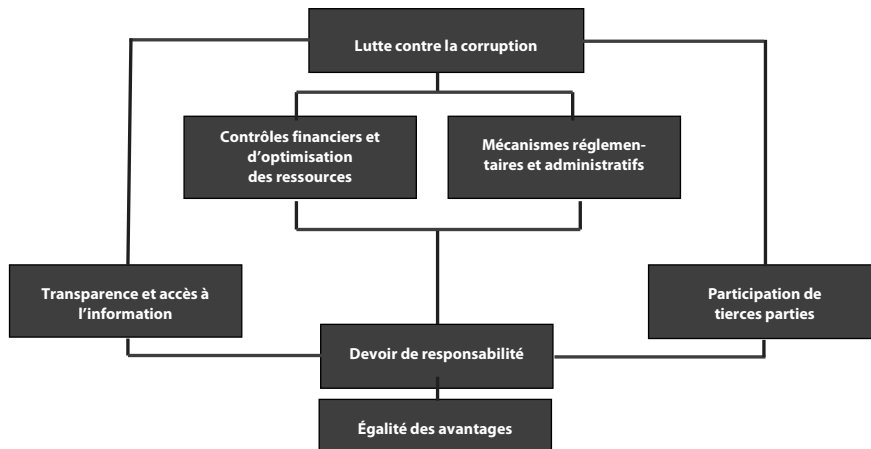 Lutte contre la corruption
Contrôles financiers et
d’optimisation
des ressources
Mécanismes réglemen-
taires et administratifs
Transparence et accès à
l’information
Participation de
tierces parties
Devoir de responsabilité
Égalité des avantages